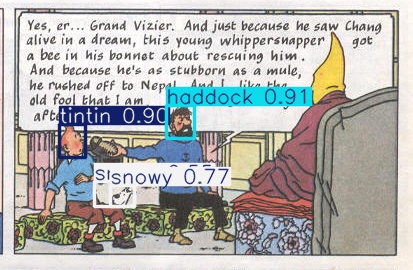 Yes, er... Grand Vizier. And just because he saw Chang
alive in a dream, this young whippersnapper got
a bee in his bonnet about rescuing him.
And because he's as stubborn as a mule,
he rushed off to Nepal. And I, like the
old fool that I am
haddock 0.91
afte
tintin 0.90
snowy 0.77